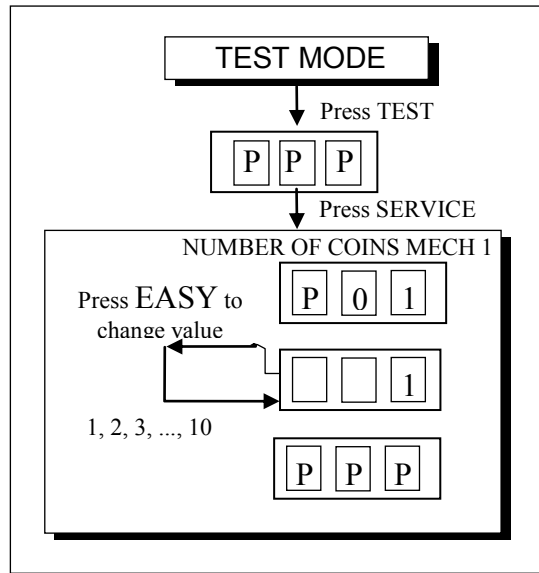 TEST MODE
Press TEST
P P P
Press SERVICE
NUMBER OF COINS MECH 1
P 0 1
Press EASY to
change value
1
1, 2, 3, ..., 10
P P P